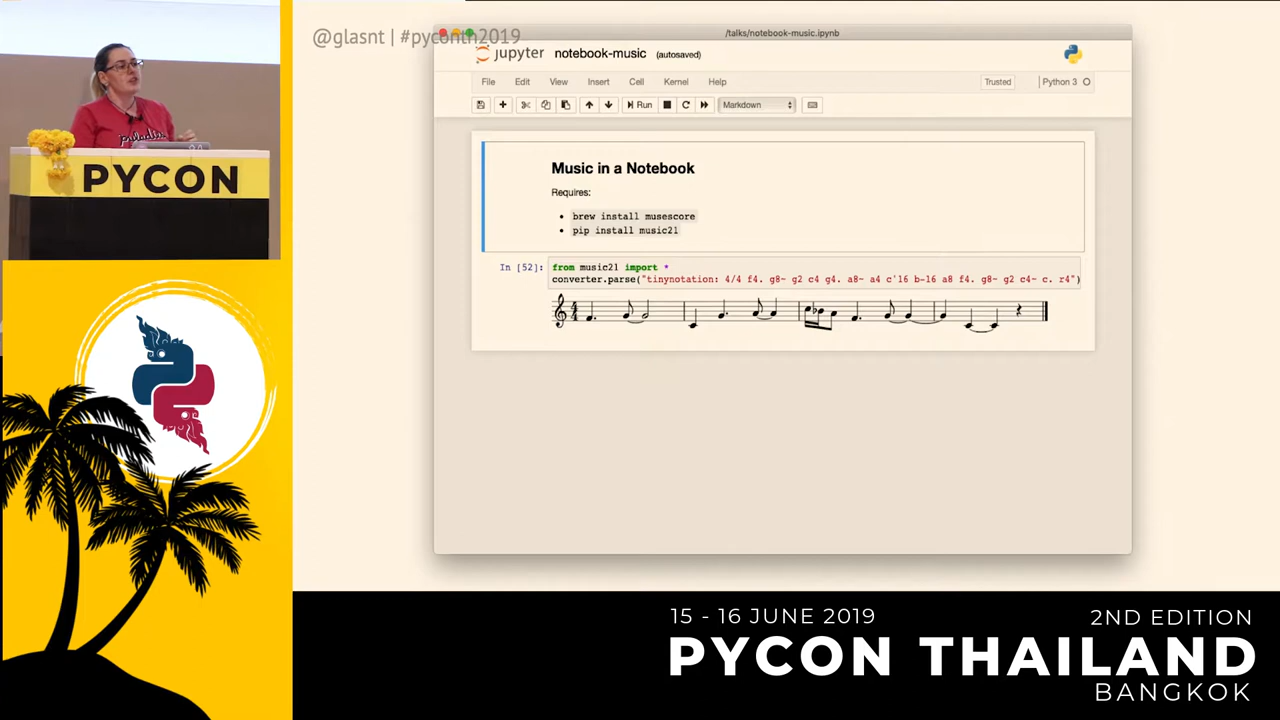 @glasnt | #pyconth2019
/talks/notebook-music.ipynb
jupyter notebook-music (autosaved)
File Edit View Insert Cell Kernel Help Trusted Python 3
Run Markdown
Music in a Notebook
Requires:
• brew install musescore
• pip install music21
In [52]: from music21 import *
converter.parse("tinynotation: 4/4 f4. g8~ g2 c4 g4. a8~ a4 c'16 b-16 a8 f4. g8~ g2 c4~ c. r4")
PYCON
15 - 16 JUNE 2019
2ND EDITION
PYCON THAILAND
BANGKOK